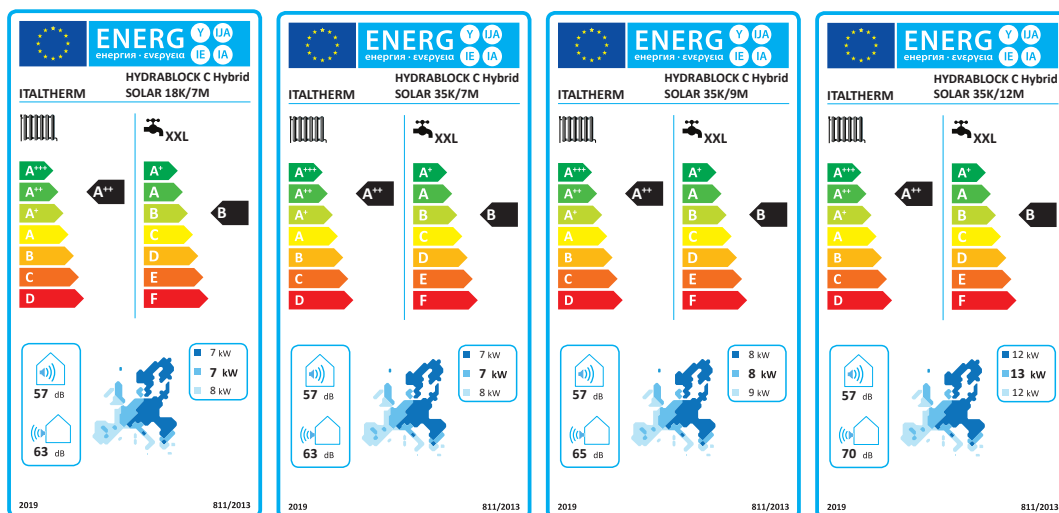 ENERG Y IJA
енергия · ενεργεια IE IA
HYDRABLOCK C Hybrid
ITALTHERM SOLAR 18K/7M
XXL
A+++ A+
A++ A A++
A+ B B
A C
B D
C E
D F
57 dB
63 dB
7 kW
7 kW
8 kW
2019 811/2013
ENERG Y IJA
енергия · ενεργεια IE IA
HYDRABLOCK C Hybrid
ITALTHERM SOLAR 35K/7M
XXL
A+++ A+
A++ A A++
A+ B B
A C
B D
C E
D F
57 dB
63 dB
7 kW
7 kW
8 kW
2019 811/2013
ENERG Y IJA
енергия · ενεργεια IE IA
HYDRABLOCK C Hybrid
ITALTHERM SOLAR 35K/9M
XXL
A+++ A+
A++ A A++
A+ B B
A C
B D
C E
D F
57 dB
65 dB
8 kW
8 kW
9 kW
2019 811/2013
ENERG Y IJA
енергия · ενεργεια IE IA
HYDRABLOCK C Hybrid
ITALTHERM SOLAR 35K/12M
XXL
A+++ A+
A++ A A++
A+ B B
A C
B D
C E
D F
57 dB
70 dB
12 kW
13 kW
12 kW
2019 811/2013